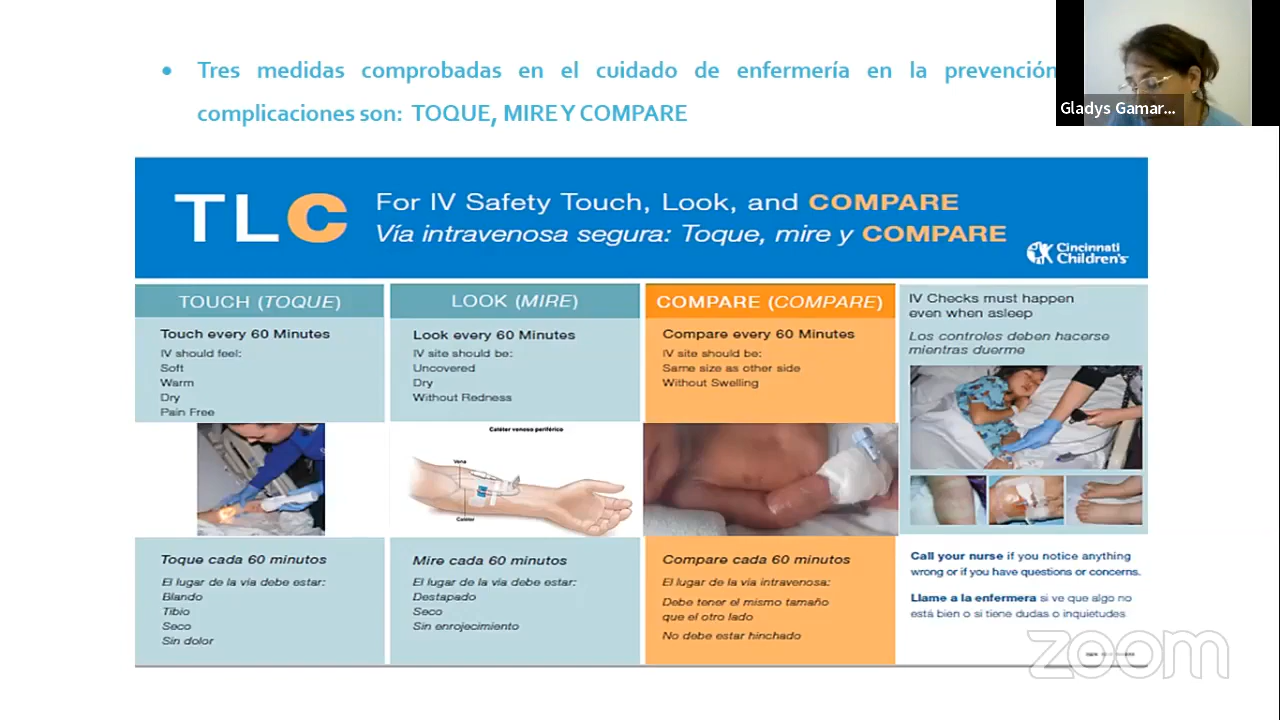 • Tres medidas comprobadas en el cuidado de enfermería en la prevención
complicaciones son: TOQUE, MIRE Y COMPARE
Gladys Gamar...
TLC
For IV Safety Touch, Look, and COMPARE
Vía intravenosa segura: Toque, mire y COMPARE
Cincinnati
Children's
TOUCH (TOQUE)
Touch every 60 Minutes
IV should feel:
Soft
Warm
Dry
Pain Free
Toque cada 60 minutos
El lugar de la vía debe estar:
Blando
Tibio
Seco
Sin dolor
LOOK (MIRE)
Look every 60 Minutes
IV site should be:
Uncovered
Dry
Without Redness
Catéter venoso periférico
Vena
Catéter
Mire cada 60 minutos
El lugar de la vía debe estar:
Destapado
Seco
Sin enrojecimiento
COMPARE (COMPARE)
Compare every 60 Minutes
IV site should be:
Same size as other side
Without Swelling
Compare cada 60 minutos
El lugar de la vía intravenosa:
Debe tener el mismo tamaño
que el otro lado
No debe estar hinchado
IV Checks must happen
even when asleep
Los controles deben hacerse
mientras duerme
Call your nurse if you notice anything
wrong or if you have questions or concerns.
Llame a la enfermera si ve que algo no
está bien o si tiene dudas o inquietudes
zoom